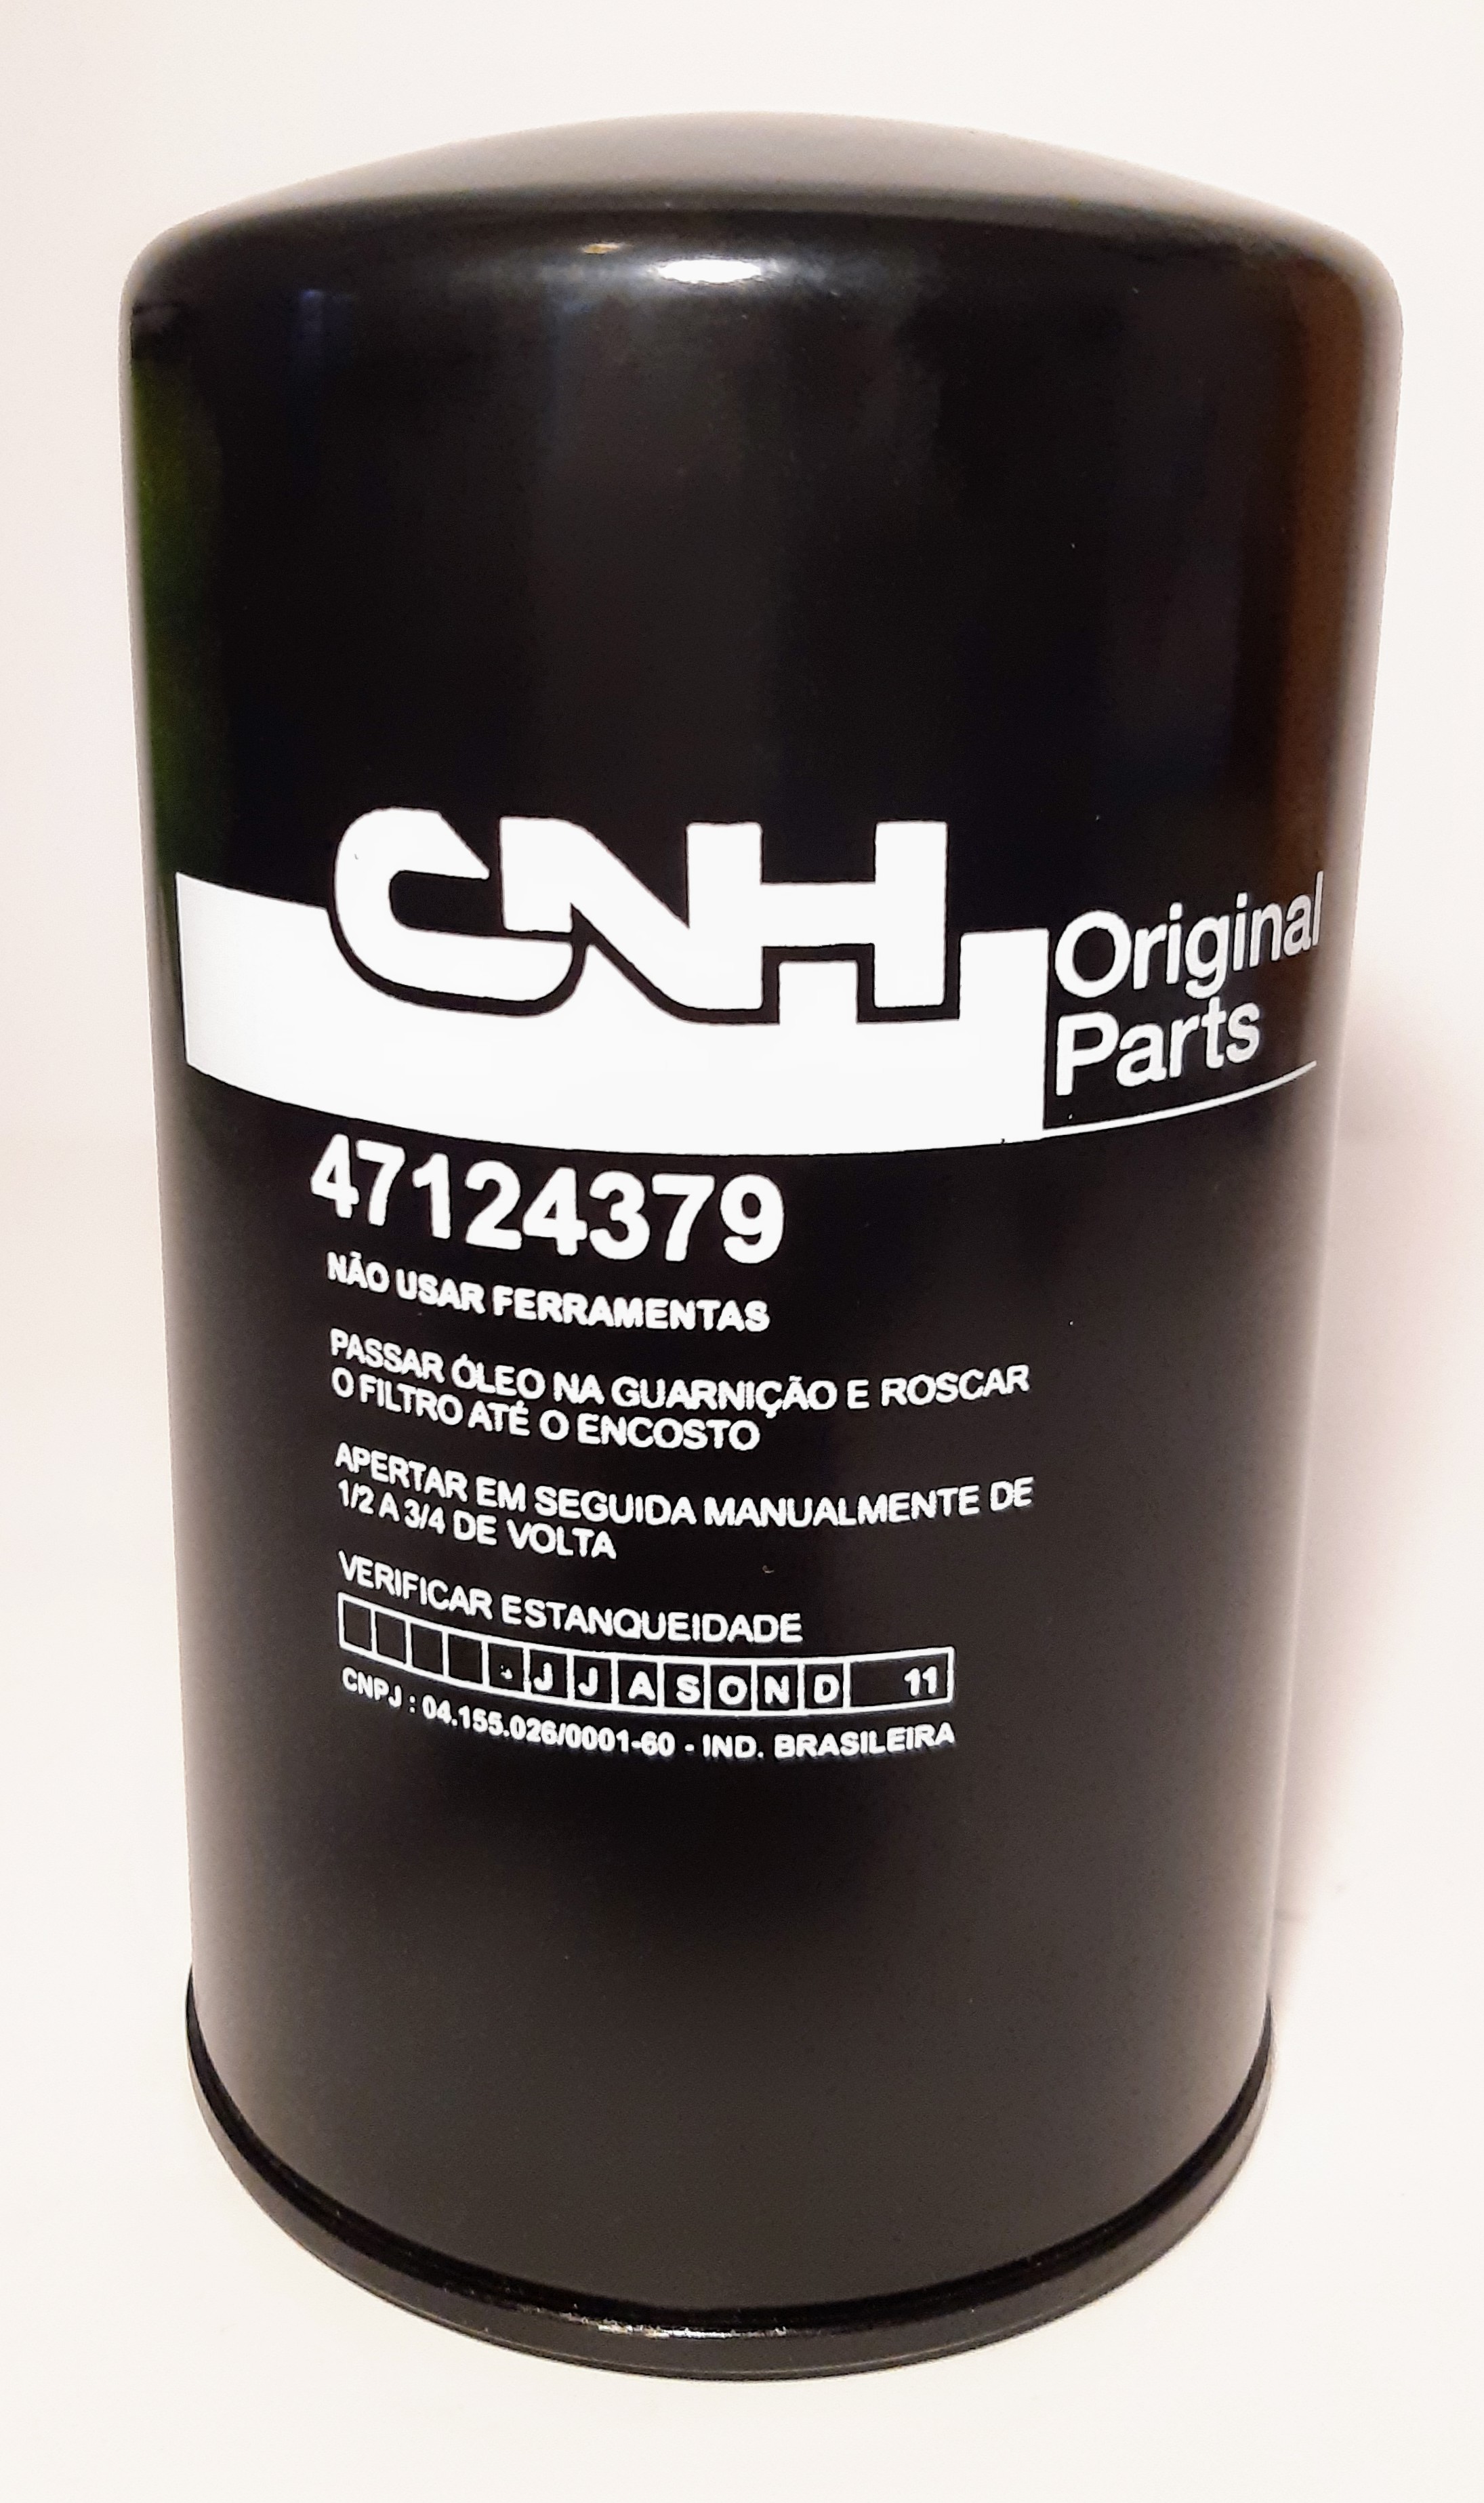 CNH Original
Parts
47124379
NÃO USAR FERRAMENTAS
PASSAR ÓLEO NA GUARNIÇÃO E ROSCAR
O FILTRO ATÉ O ENCOSTO
APERTAR EM SEGUIDA MANUALMENTE DE
1/2 A 3/4 DE VOLTA
VERIFICAR ESTANQUEIDADE
J J A S O N D 11
CNPJ : 04.155.026/0001-60 - IND. BRASILEIRA